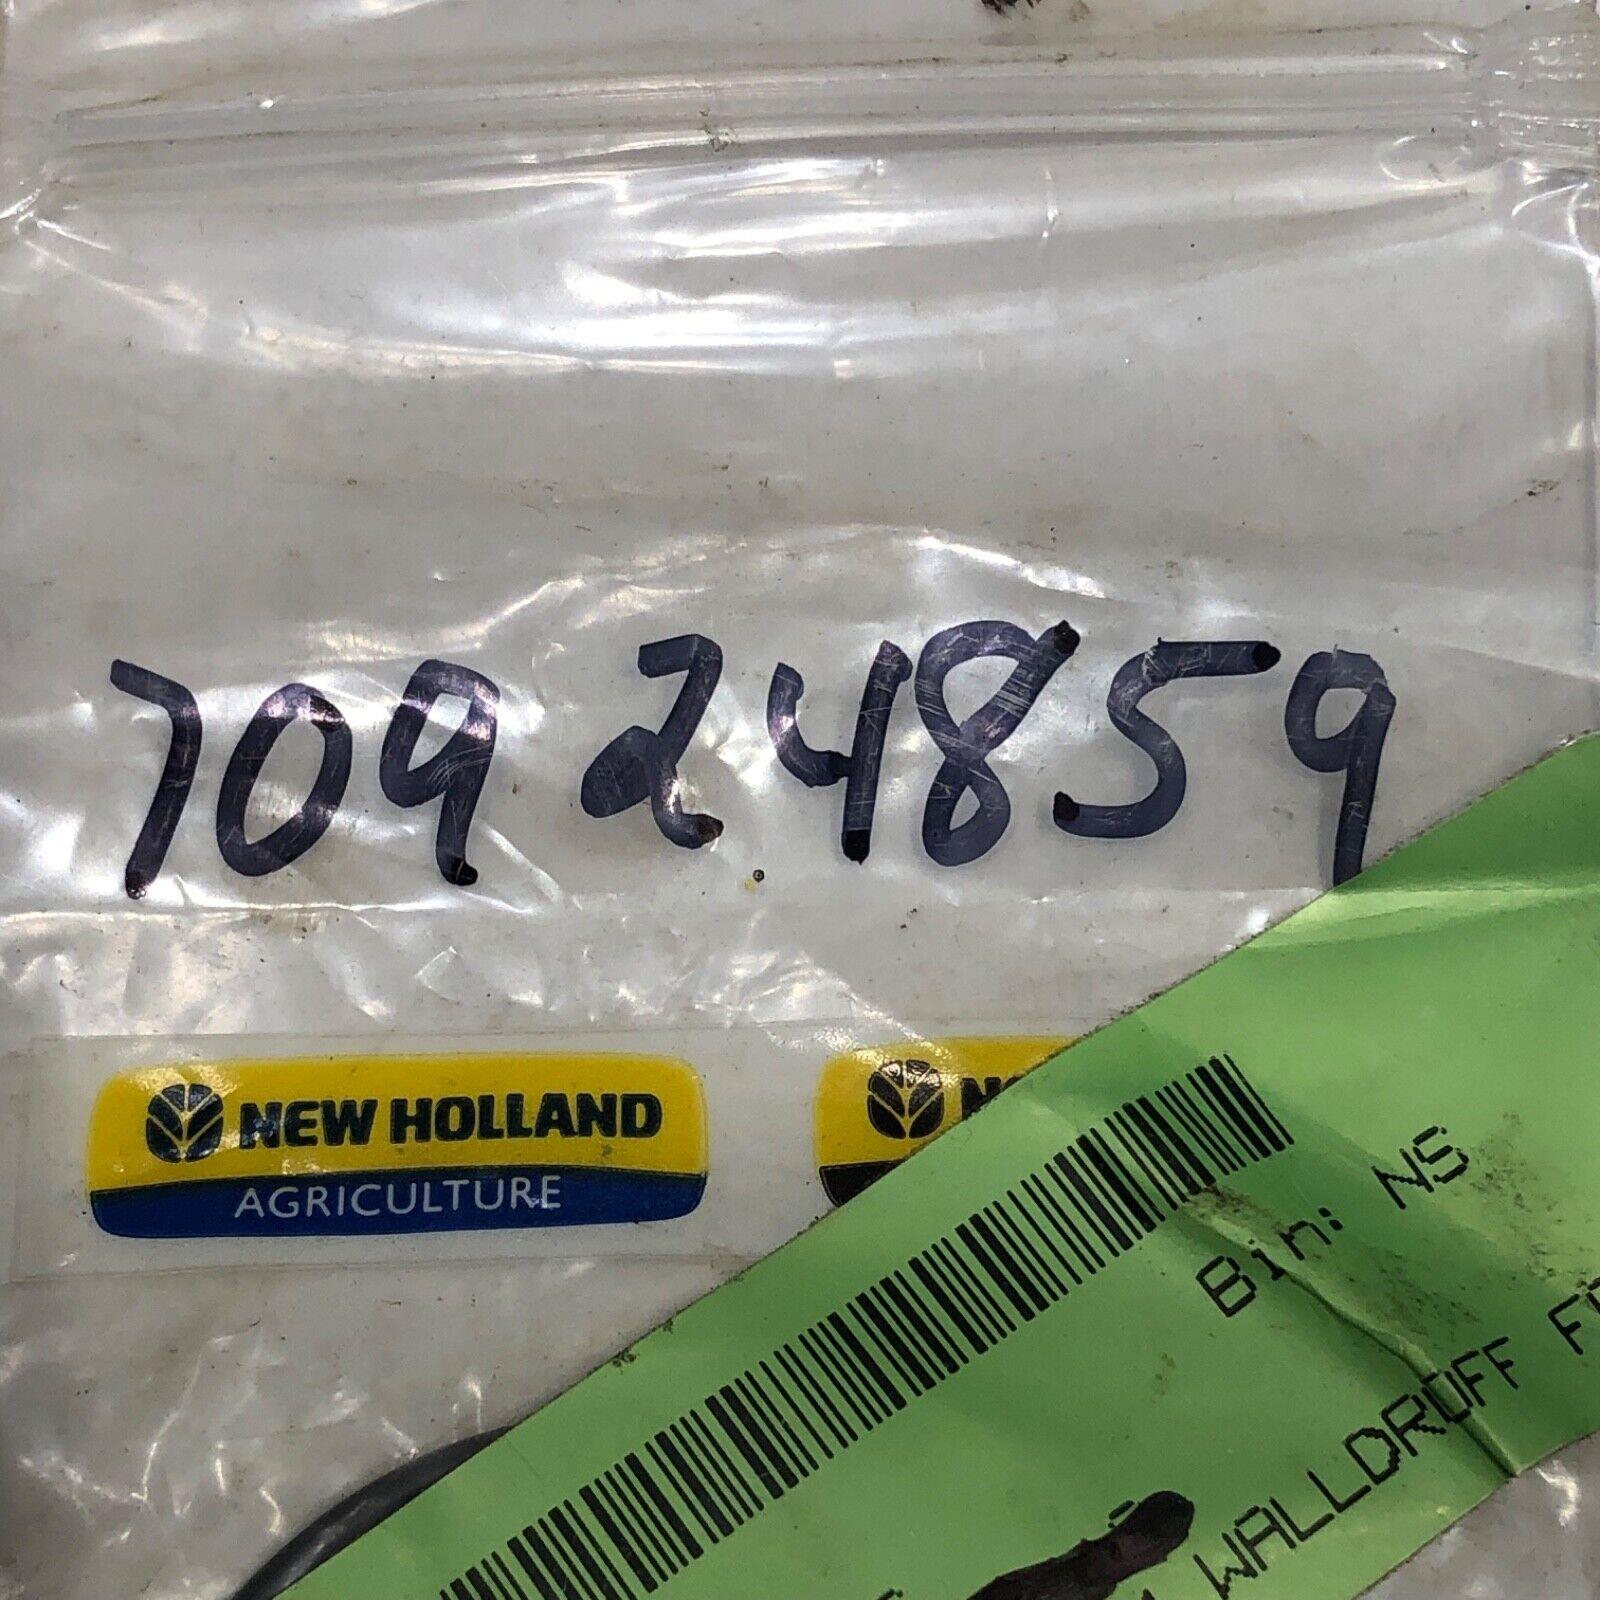 709 24859
NEW HOLLAND
AGRICULTURE
Bin: NS
WALLDROFF